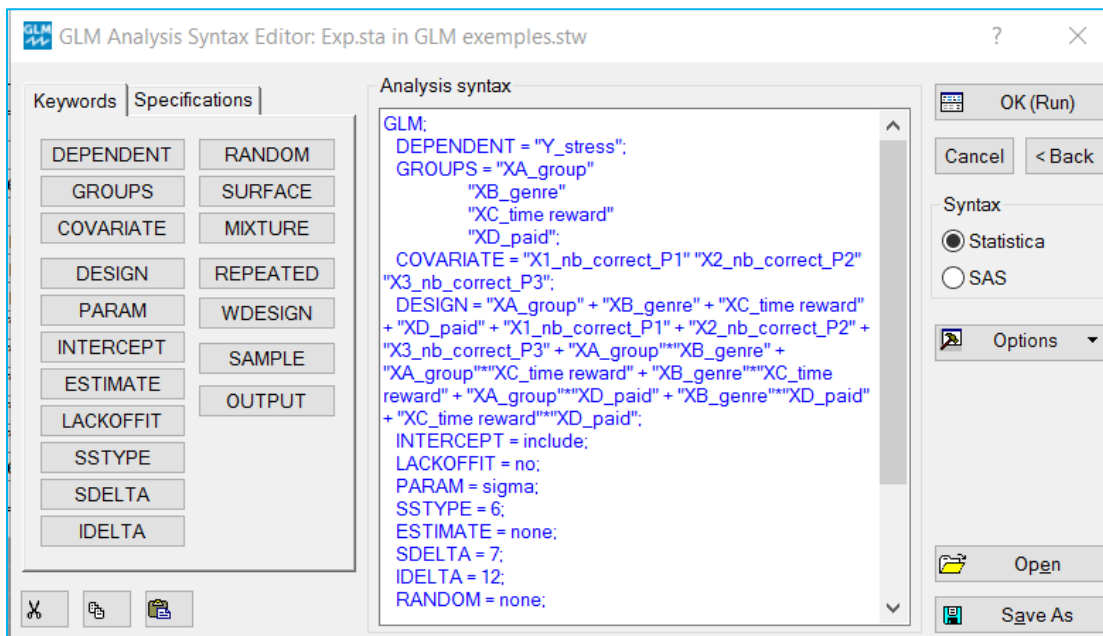 GLM
GLM Analysis Syntax Editor: Exp.sta in GLM exemples.stw
?
Keywords
Specifications
DEPENDENT
RANDOM
GROUPS
SURFACE
COVARIATE
MIXTURE
DESIGN
REPEATED
PARAM
WDESIGN
INTERCEPT
SAMPLE
ESTIMATE
OUTPUT
LACKOFFIT
SSTYPE
SDELTA
IDELTA
Analysis syntax
GLM;
DEPENDENT = "Y_stress";
GROUPS = "XA_group"
"XB_genre"
"XC_time reward"
"XD_paid";
COVARIATE = "X1_nb_correct_P1" "X2_nb_correct_P2"
"X3_nb_correct_P3";
DESIGN = "XA_group" + "XB_genre" + "XC_time reward"
+ "XD_paid" + "X1_nb_correct_P1" + "X2_nb_correct_P2" +
"X3_nb_correct_P3" + "XA_group"*"XB_genre" +
"XA_group"*"XC_time reward" + "XB_genre"*"XC_time
reward" + "XA_group"*"XD_paid" + "XB_genre"*"XD_paid"
+ "XC_time reward"*"XD_paid";
INTERCEPT = include;
LACKOFFIT = no;
PARAM = sigma;
SSTYPE = 6;
ESTIMATE = none;
SDELTA = 7;
IDELTA = 12;
RANDOM = none;
OK (Run)
Cancel
< Back
Syntax
Statistica
SAS
Options
Open
Save As